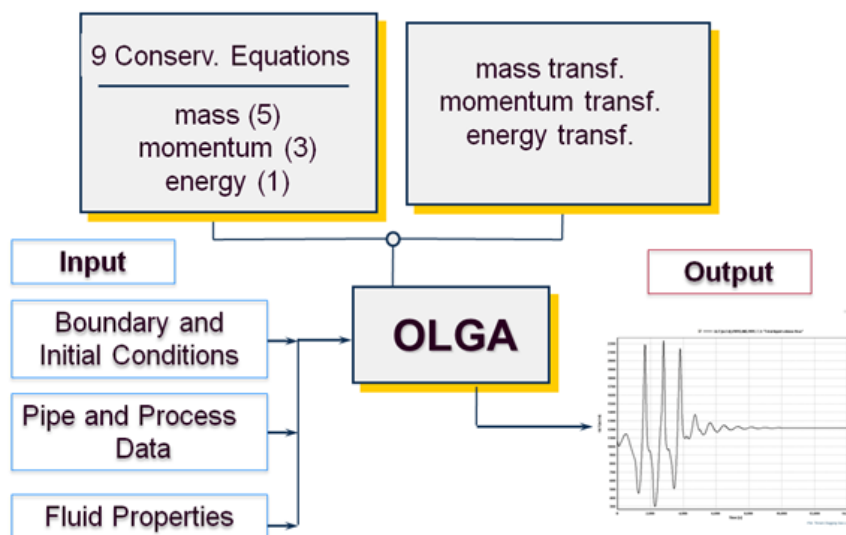 9 Conserv. Equations
mass (5)
momentum (3)
energy (1)
mass transf.
momentum transf.
energy transf.
Input
Output
Boundary and
Initial Conditions
OLGA
Pipe and Process
Data
Fluid Properties